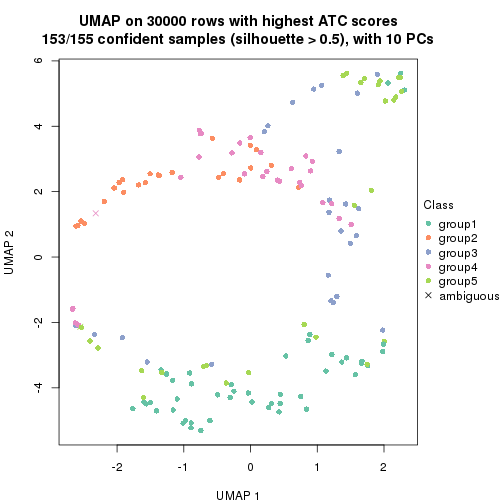 UMAP on 30000 rows with highest ATC scores
153/155 confident samples (silhouette > 0.5), with 10 PCs
6
4
2
0
-2
-4
UMAP 2
-2
-1
0
1
2
UMAP 1
Class
group1
group2
group3
group4
group5
ambiguous